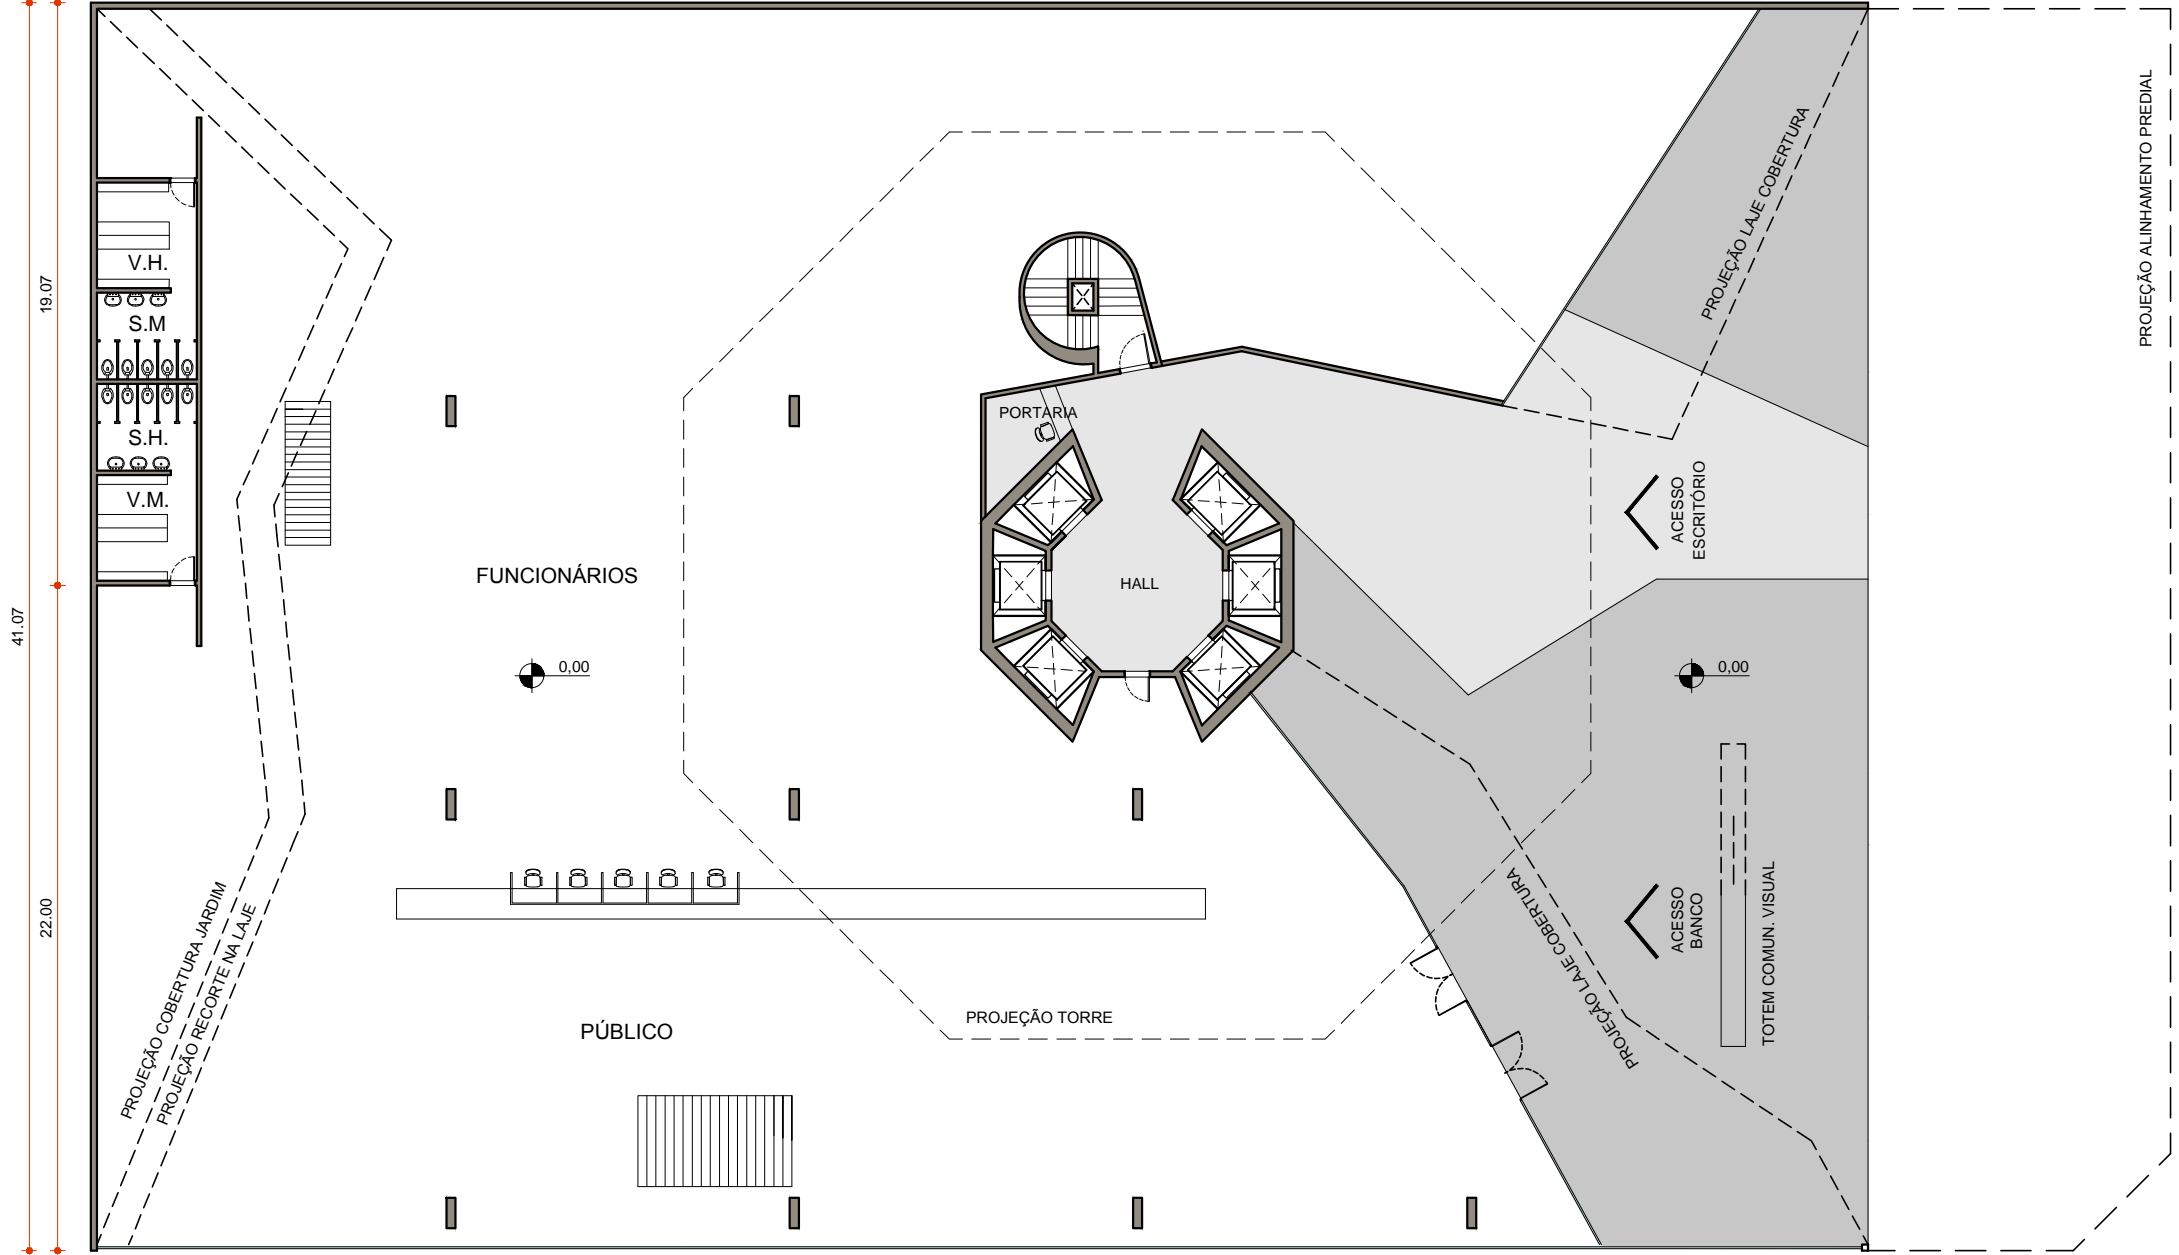 41.07
19.07
22.00
V.H.
S.M
S.H.
V.M.
PROJEÇÃO COBERTURA JARDIM
PROJEÇÃO RECORTE NA LAJE
FUNCIONÁRIOS
0,00
PÚBLICO
PORTARIA
HALL
PROJEÇÃO TORRE
PROJEÇÃO LAJE COBERTURA
ACESSO
ESCRITÓRIO
0,00
PROJEÇÃO LAJE COBERTURA
ACESSO
BANCO
TOTEM COMUN. VISUAL
PROJEÇÃO ALINHAMENTO PREDIAL